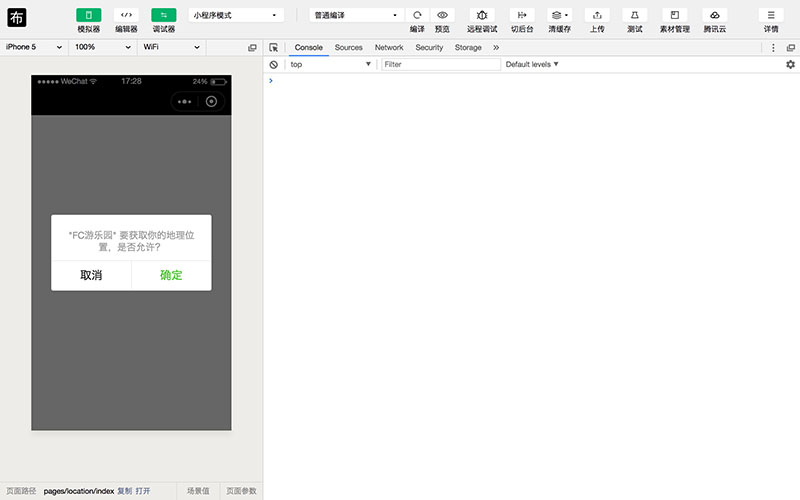 布
模拟器 编辑器 调试器 小程序模式 普通编译 编译 预览 远程调试 切后台 清缓存 上传 测试 素材管理 腾讯云 详情
iPhone 5 100% WiFi
Console Sources Network Security Storage »
top Filter Default levels
WeChat 17:28 24%
"FC游乐园" 要获取你的地理位
置，是否允许?
取消 确定
页面路径 pages/location/index 复制 打开 场景值 页面参数